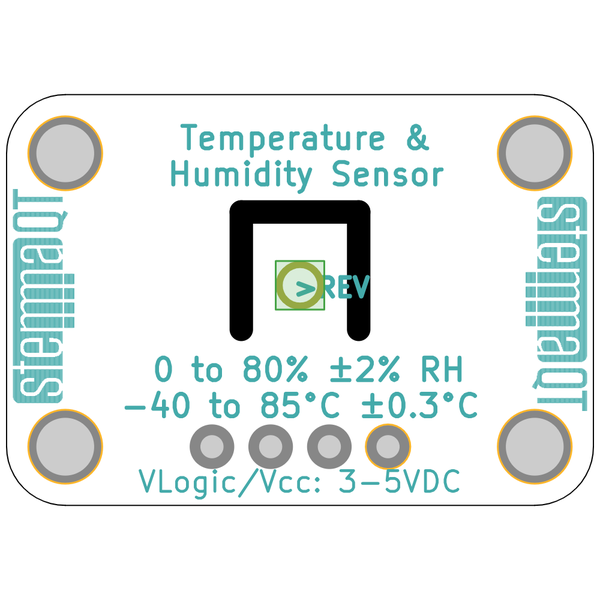 Temperature &
Humidity Sensor
stemmaQT
stemmaQT
>REV
0 to 80% ±2% RH
−40 to 85°C ±0.3°C
VLogic/Vcc: 3−5VDC